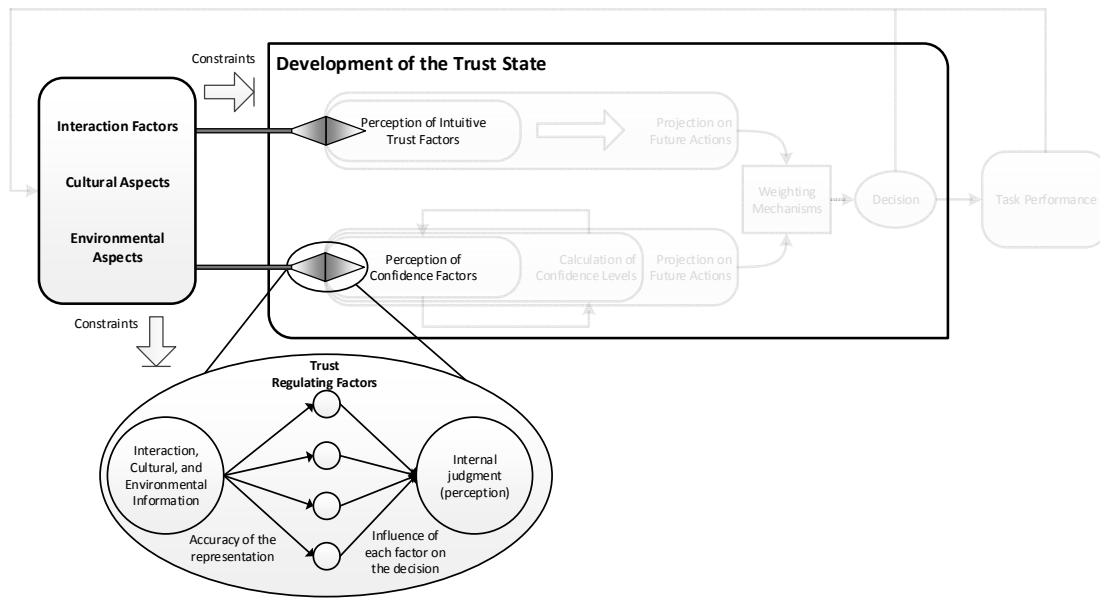 Constraints
Development of the Trust State
Interaction Factors
Cultural Aspects
Environmental
Aspects
Perception of Intuitive
Trust Factors
Projection on
Future Actions
Weighting
Mechanisms
Decision
Task Performance
Perception of
Confidence Factors
Calculation of
Confidence Levels
Projection on
Future Actions
Constraints
Trust
Regulating Factors
Interaction,
Cultural, and
Environmental
Information
Internal
judgment
(perception)
Accuracy of the
representation
Influence of
each factor on
the decision